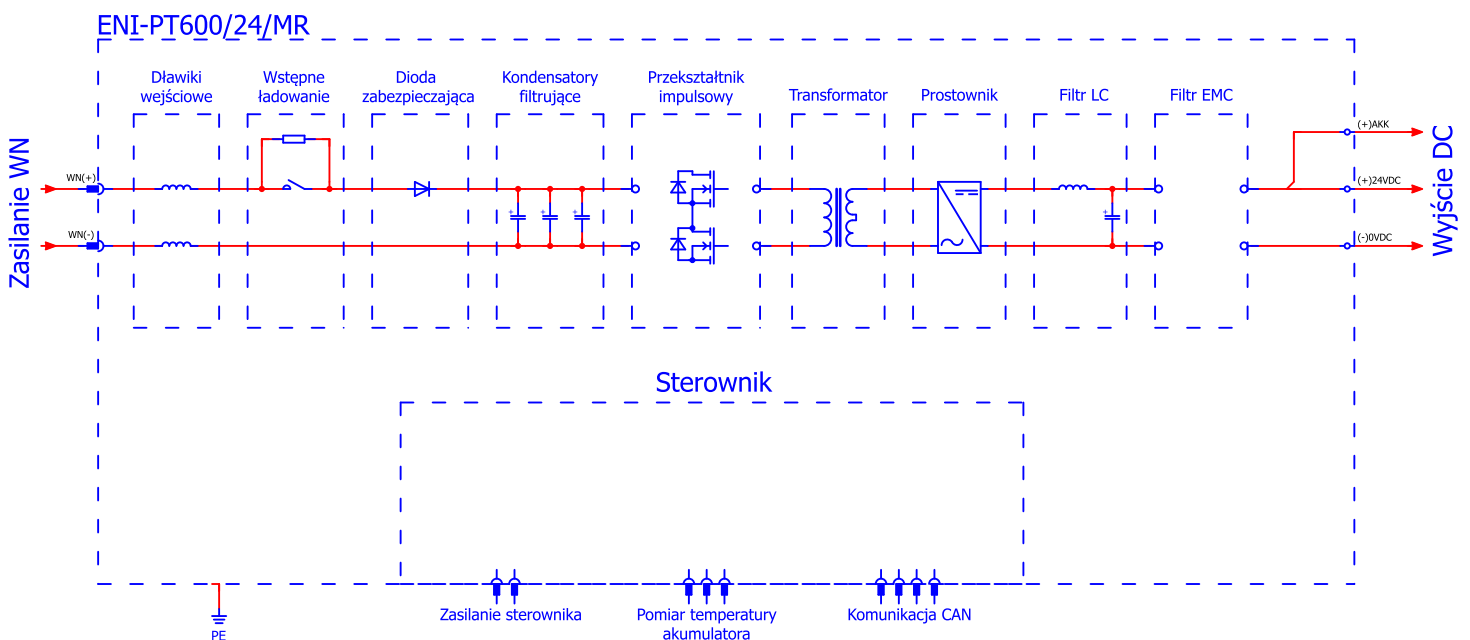 ENI-PT600/24/MR
Dławiki
wejściowe
Wstępne
ładowanie
Dioda
zabezpieczająca
Kondensatory
filtrujące
Przekształtnik
impulsowy
Transformator
Prostownik
Filtr LC
Filtr EMC
Zasilanie WN
WN(+)
WN(-)
+
+
+
+
(+)AKK
(+)24VDC
(-)0VDC
Wyjście DC
Sterownik
Zasilanie sterownika
Pomiar temperatury
akumulatora
Komunikacja CAN
PE